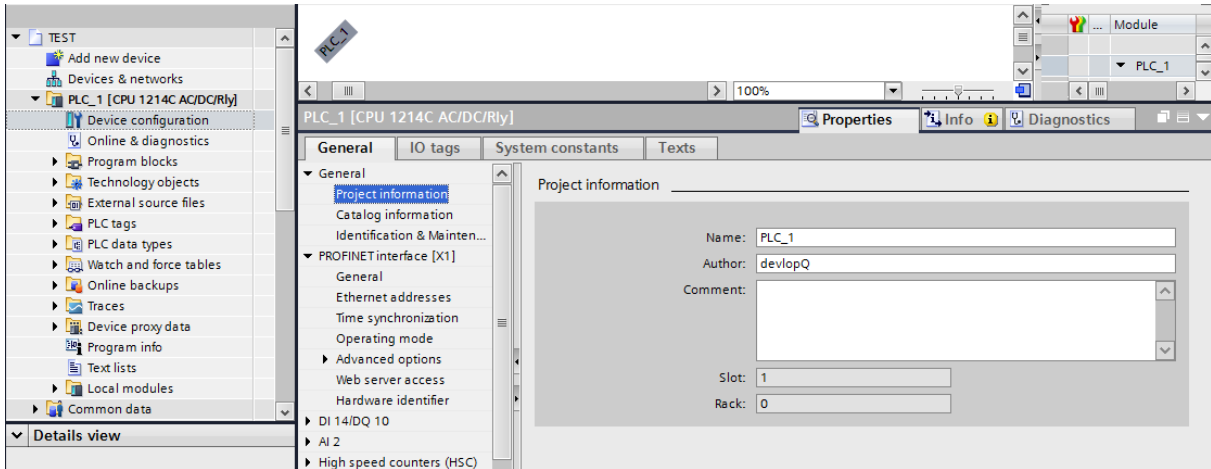 TEST
Add new device
Devices & networks
PLC_1 [CPU 1214C AC/DC/Rly]
Device configuration
Online & diagnostics
Program blocks
Technology objects
External source files
PLC tags
PLC data types
Watch and force tables
Online backups
Traces
Device proxy data
Program info
Text lists
Local modules
Common data
Details view
PLC_1
100%
... Module
PLC_1
PLC_1 [CPU 1214C AC/DC/Rly]
Properties Info Diagnostics
General IO tags System constants Texts
General
Project information
Catalog information
Identification & Mainten...
PROFINET interface [X1]
General
Ethernet addresses
Time synchronization
Operating mode
Advanced options
Web server access
Hardware identifier
DI 14/DQ 10
AI 2
High speed counters (HSC)
Project information
Name: PLC_1
Author: devlopQ
Comment:
Slot: 1
Rack: 0